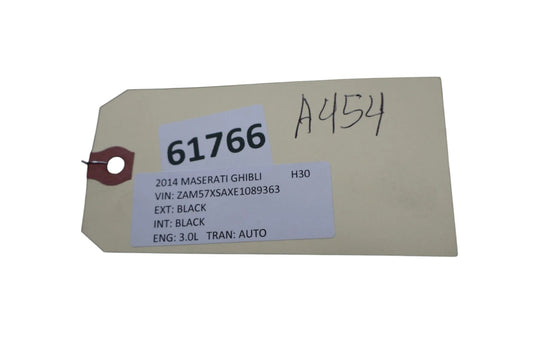 61766
A454
2014 MASERATI GHIBLI H30
VIN: ZAM57XSAXE1089363
EXT: BLACK
INT: BLACK
ENG: 3.0L TRAN: AUTO